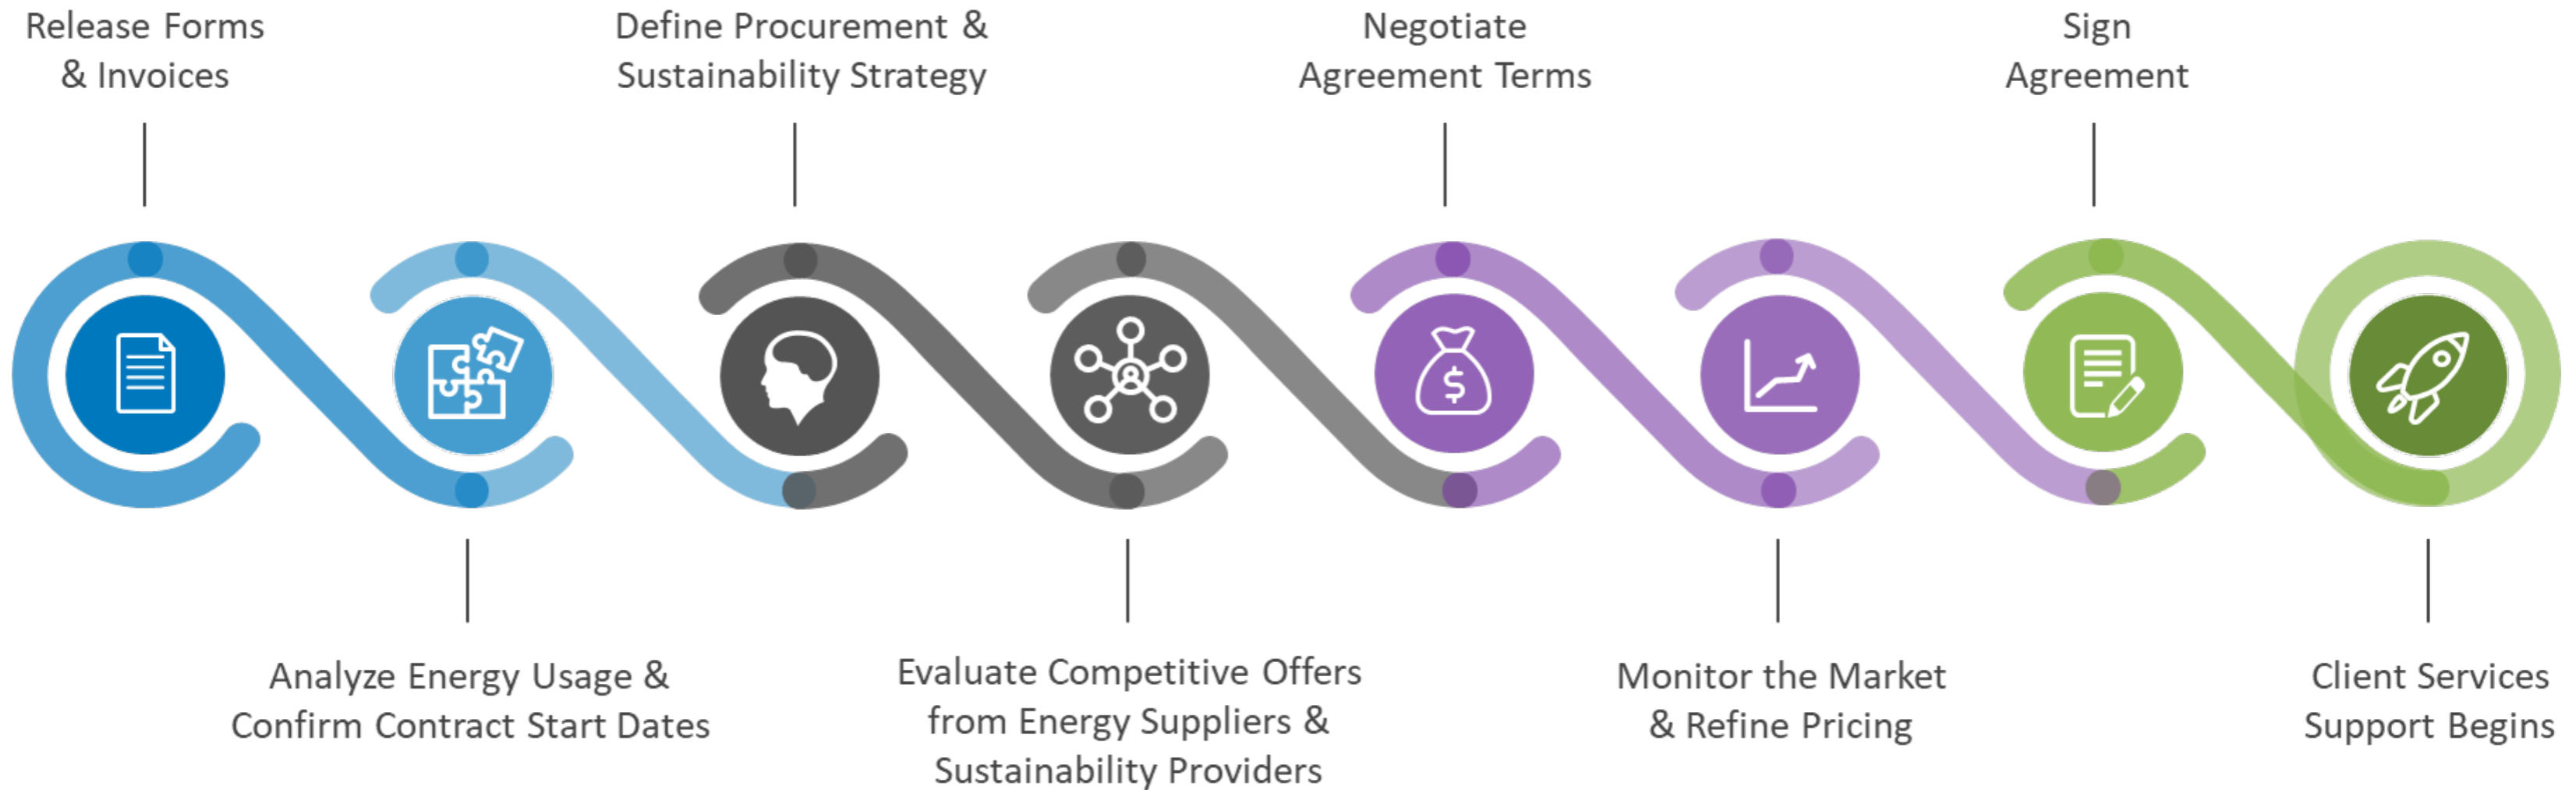 Release Forms
& Invoices
Define Procurement &
Sustainability Strategy
Negotiate
Agreement Terms
Sign
Agreement
$
Analyze Energy Usage &
Confirm Contract Start Dates
Evaluate Competitive Offers
from Energy Suppliers &
Sustainability Providers
Monitor the Market
& Refine Pricing
Client Services
Support Begins